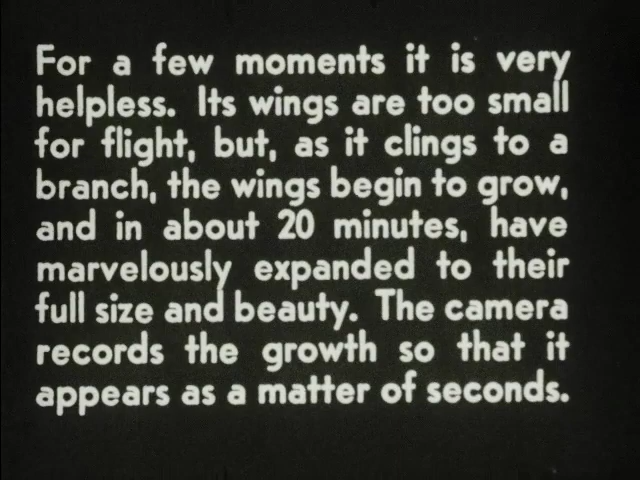 For a few moments it is very
helpless. Its wings are too small
for flight, but, as it clings to a
branch, the wings begin to grow,
and in about 20 minutes, have
marvelously expanded to their
full size and beauty. The camera
records the growth so that it
appears as a matter of seconds.